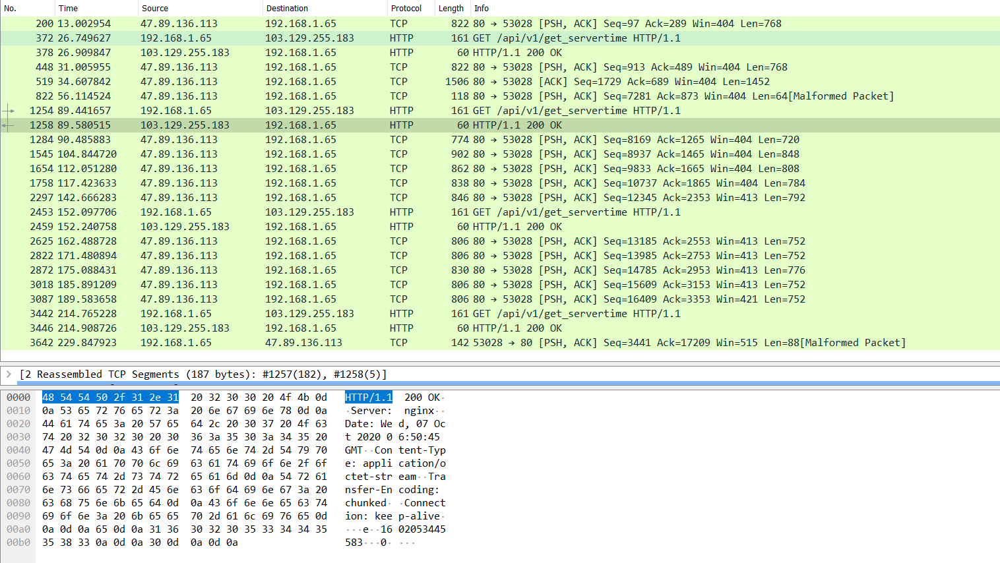 No. Time Source Destination Protocol Length Info
200 13.002954 47.89.136.113 192.168.1.65 TCP 822 80 → 53028 [PSH, ACK] Seq=97 Ack=289 Win=404 Len=768
372 26.749627 192.168.1.65 103.129.255.183 HTTP 161 GET /api/v1/get_servertime HTTP/1.1
378 26.909847 103.129.255.183 192.168.1.65 HTTP 60 HTTP/1.1 200 OK
448 31.005955 47.89.136.113 192.168.1.65 TCP 822 80 → 53028 [PSH, ACK] Seq=913 Ack=489 Win=404 Len=768
519 34.607842 47.89.136.113 192.168.1.65 TCP 1506 80 → 53028 [ACK] Seq=1729 Ack=689 Win=404 Len=1452
822 56.114524 47.89.136.113 192.168.1.65 TCP 118 80 → 53028 [PSH, ACK] Seq=7281 Ack=873 Win=404 Len=64[Malformed Packet]
1254 89.441657 192.168.1.65 103.129.255.183 HTTP 161 GET /api/v1/get_servertime HTTP/1.1
1258 89.580515 103.129.255.183 192.168.1.65 HTTP 60 HTTP/1.1 200 OK
1284 90.485883 47.89.136.113 192.168.1.65 TCP 774 80 → 53028 [PSH, ACK] Seq=8169 Ack=1265 Win=404 Len=720
1545 104.844720 47.89.136.113 192.168.1.65 TCP 902 80 → 53028 [PSH, ACK] Seq=8937 Ack=1465 Win=404 Len=848
1654 112.051280 47.89.136.113 192.168.1.65 TCP 862 80 → 53028 [PSH, ACK] Seq=9833 Ack=1665 Win=404 Len=808
1758 117.423633 47.89.136.113 192.168.1.65 TCP 838 80 → 53028 [PSH, ACK] Seq=10737 Ack=1865 Win=404 Len=784
2297 142.666283 47.89.136.113 192.168.1.65 TCP 846 80 → 53028 [PSH, ACK] Seq=12345 Ack=2353 Win=413 Len=792
2453 152.097706 192.168.1.65 103.129.255.183 HTTP 161 GET /api/v1/get_servertime HTTP/1.1
2459 152.240758 103.129.255.183 192.168.1.65 HTTP 60 HTTP/1.1 200 OK
2625 162.488728 47.89.136.113 192.168.1.65 TCP 806 80 → 53028 [PSH, ACK] Seq=13185 Ack=2553 Win=413 Len=752
2822 171.480894 47.89.136.113 192.168.1.65 TCP 806 80 → 53028 [PSH, ACK] Seq=13985 Ack=2753 Win=413 Len=752
2872 175.088431 47.89.136.113 192.168.1.65 TCP 830 80 → 53028 [PSH, ACK] Seq=14785 Ack=2953 Win=413 Len=776
3018 185.891209 47.89.136.113 192.168.1.65 TCP 806 80 → 53028 [PSH, ACK] Seq=15609 Ack=3153 Win=413 Len=752
3087 189.583658 47.89.136.113 192.168.1.65 TCP 806 80 → 53028 [PSH, ACK] Seq=16409 Ack=3353 Win=421 Len=752
3442 214.765228 192.168.1.65 103.129.255.183 HTTP 161 GET /api/v1/get_servertime HTTP/1.1
3446 214.908726 103.129.255.183 192.168.1.65 HTTP 60 HTTP/1.1 200 OK
3642 229.847923 192.168.1.65 47.89.136.113 TCP 142 53028 → 80 [PSH, ACK] Seq=3441 Ack=17209 Win=515 Len=88[Malformed Packet]
[2 Reassembled TCP Segments (187 bytes): #1257(182), #1258(5)]
0000 48 54 54 50 2f 31 2e 31 20 32 30 30 20 4f 4b 0d HTTP/1.1 200 OK·
0010 0a 53 65 72 76 65 72 3a 20 6e 67 69 6e 78 0d 0a ·Server: nginx··
0020 44 61 74 65 3a 20 57 65 64 2c 20 30 37 20 4f 63 Date: We d, 07 Oc
0030 74 20 32 30 32 30 20 30 36 3a 35 30 3a 34 35 20 t 2020 0 6:50:45
0040 47 4d 54 0d 0a 43 6f 6e 74 65 6e 74 2d 54 79 70 GMT··Con tent-Typ
0050 65 3a 20 61 70 70 6c 69 63 61 74 69 6f 6e 2f 6f e: appli cation/o
0060 63 74 65 74 2d 73 74 72 65 61 6d 0d 0a 54 72 61 ctet-str eam··Tra
0070 6e 73 66 65 72 2d 45 6e 63 6f 64 69 6e 67 3a 20 nsfer-En coding:
0080 63 68 75 6e 6b 65 64 0d 0a 43 6f 6e 6e 65 63 74 chunked· ·Connect
0090 69 6f 6e 3a 20 6b 65 65 70 2d 61 6c 69 76 65 0d ion: kee p-alive·
00a0 0a 0d 0a 65 0d 0a 31 36 30 32 30 35 33 34 34 35 ···e··16 02053445
00b0 35 38 33 0a 0d 0a 30 0d 0a 0d 0a 583···0· ···